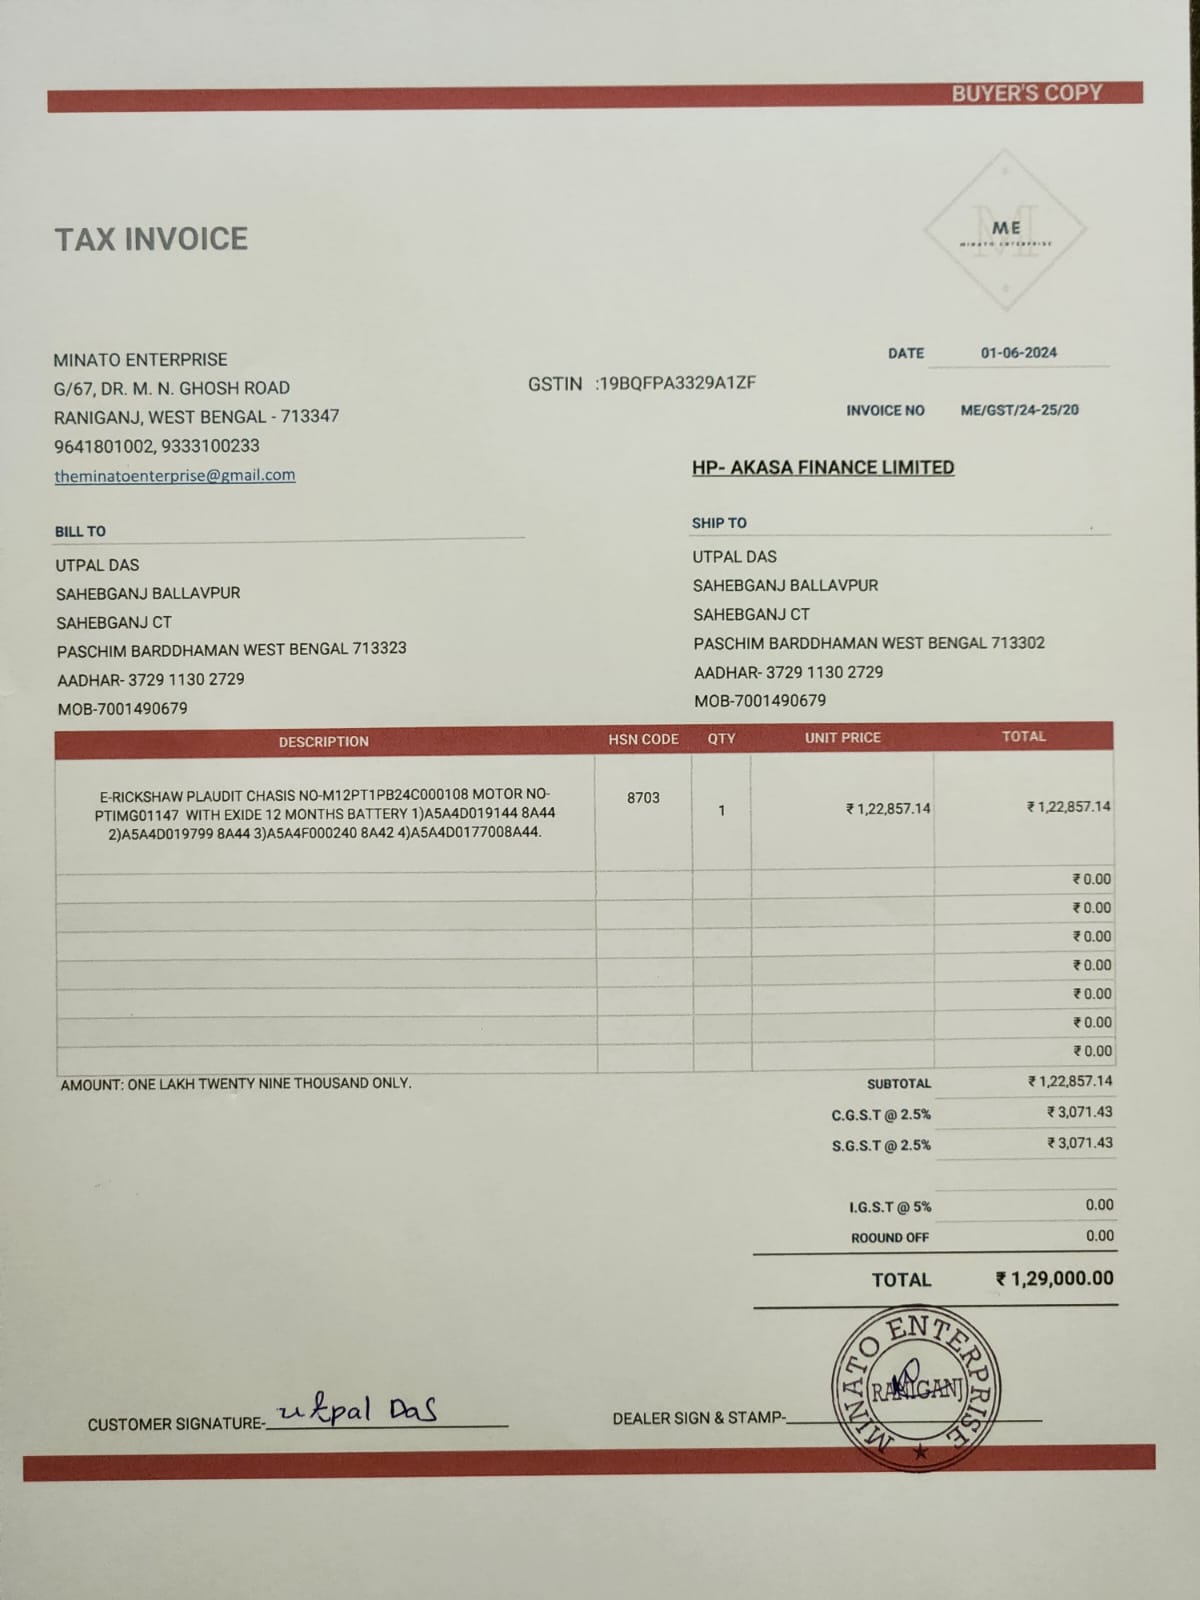 BUYER'S COPY
ME
MINATO ENTERPRISE
TAX INVOICE
MINATO ENTERPRISE
G/67, DR. M. N. GHOSH ROAD
RANIGANJ, WEST BENGAL - 713347
9641801002, 9333100233
theminatoenterprise@gmail.com
GSTIN :19BQFPA3329A1ZF
DATE 01-06-2024
INVOICE NO ME/GST/24-25/20
HP- AKASA FINANCE LIMITED
BILL TO
UTPAL DAS
SAHEBGANJ BALLAVPUR
SAHEBGANJ CT
PASCHIM BARDDHAMAN WEST BENGAL 713323
AADHAR- 3729 1130 2729
MOB-7001490679
SHIP TO
UTPAL DAS
SAHEBGANJ BALLAVPUR
SAHEBGANJ CT
PASCHIM BARDDHAMAN WEST BENGAL 713302
AADHAR- 3729 1130 2729
MOB-7001490679
DESCRIPTION HSN CODE QTY UNIT PRICE TOTAL
E-RICKSHAW PLAUDIT CHASIS NO-M12PT1PB24C000108 MOTOR NO-
PTIMG01147 WITH EXIDE 12 MONTHS BATTERY 1)A5A4D019144 8A44
2)A5A4D019799 8A44 3)A5A4F000240 8A42 4)A5A4D0177008A44.
8703 1 ₹ 1,22,857.14 ₹ 1,22,857.14
₹ 0.00
₹ 0.00
₹ 0.00
₹ 0.00
₹ 0.00
₹ 0.00
₹ 0.00
AMOUNT: ONE LAKH TWENTY NINE THOUSAND ONLY.
SUBTOTAL ₹ 1,22,857.14
C.G.S.T @ 2.5% ₹ 3,071.43
S.G.S.T @ 2.5% ₹ 3,071.43
I.G.S.T @ 5% 0.00
ROOUND OFF 0.00
TOTAL ₹ 1,29,000.00
CUSTOMER SIGNATURE- utpal Das
DEALER SIGN & STAMP-
MINATO ENTERPRISE
RANIGANJ